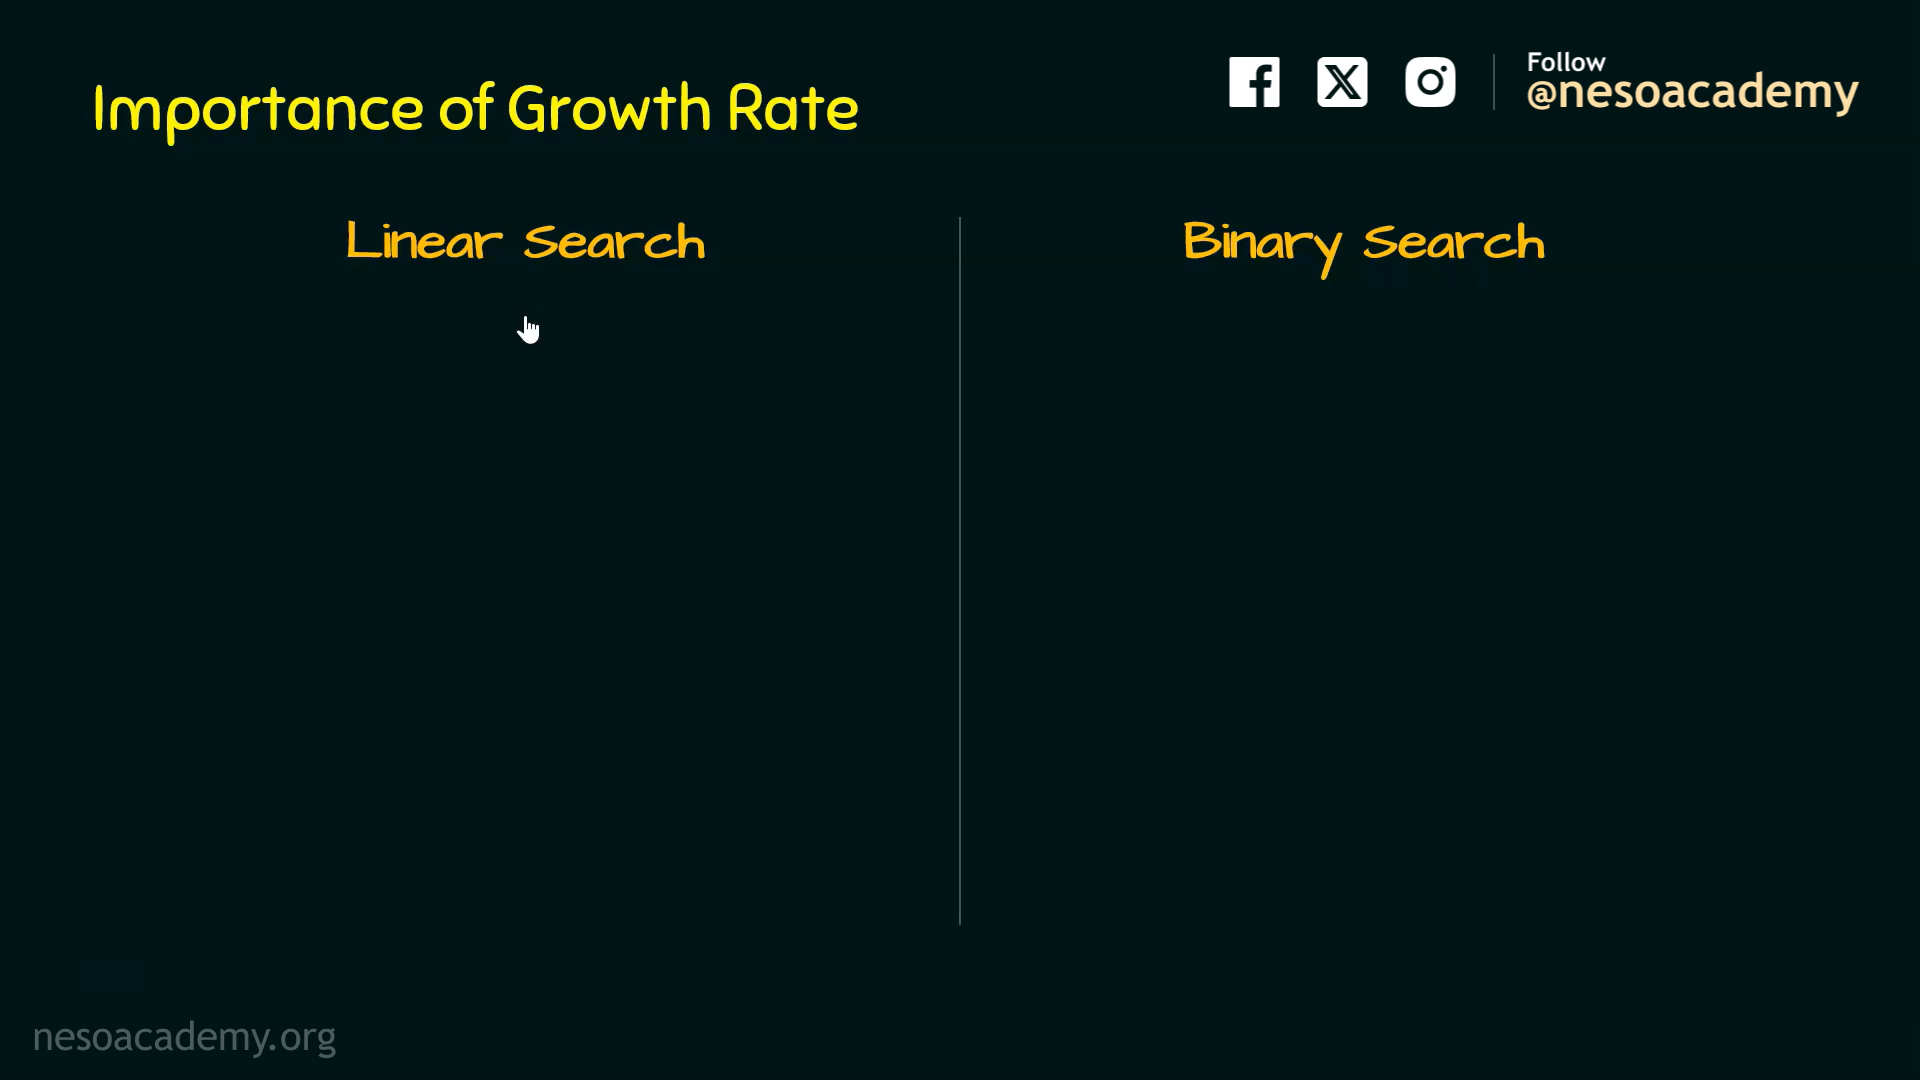 Importance of Growth Rate
Follow
@nesoacademy
Linear Search
Binary Search
nesoacademy.org